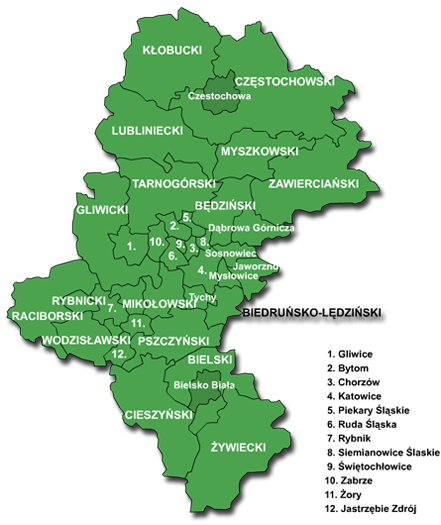 KŁOBUCKI
CZĘSTOCHOWSKI
Czestochowa
LUBLINIECKI
MYSZKOWSKI
TARNOGÓRSKI
ZAWIERCIAŃSKI
GLIWICKI
BĘDZIŃSKI
5.
2.
Dąbrowa Górnicza
1.
10.
9.
3.
8.
6.
Sosnowiec
4.
Jaworzno
Mysłowice
RYBNICKI
7.
MIKOŁOWSKI
Tychy
RACIBORSKI
BIEDRUŃSKO-LĘDZIŃSKI
11.
WODZISŁAWSKI
PSZCZYŃSKI
12.
BIELSKI
Bielsko Biała
CIESZYŃSKI
ŻYWIECKI
1. Gliwice
2. Bytom
3. Chorzów
4. Katowice
5. Piekary Śląskie
6. Ruda Śląska
7. Rybnik
8. Siemianowice Ślaskie
9. Świętochłowice
10. Zabrze
11. Żory
12. Jastrzębie Zdrój